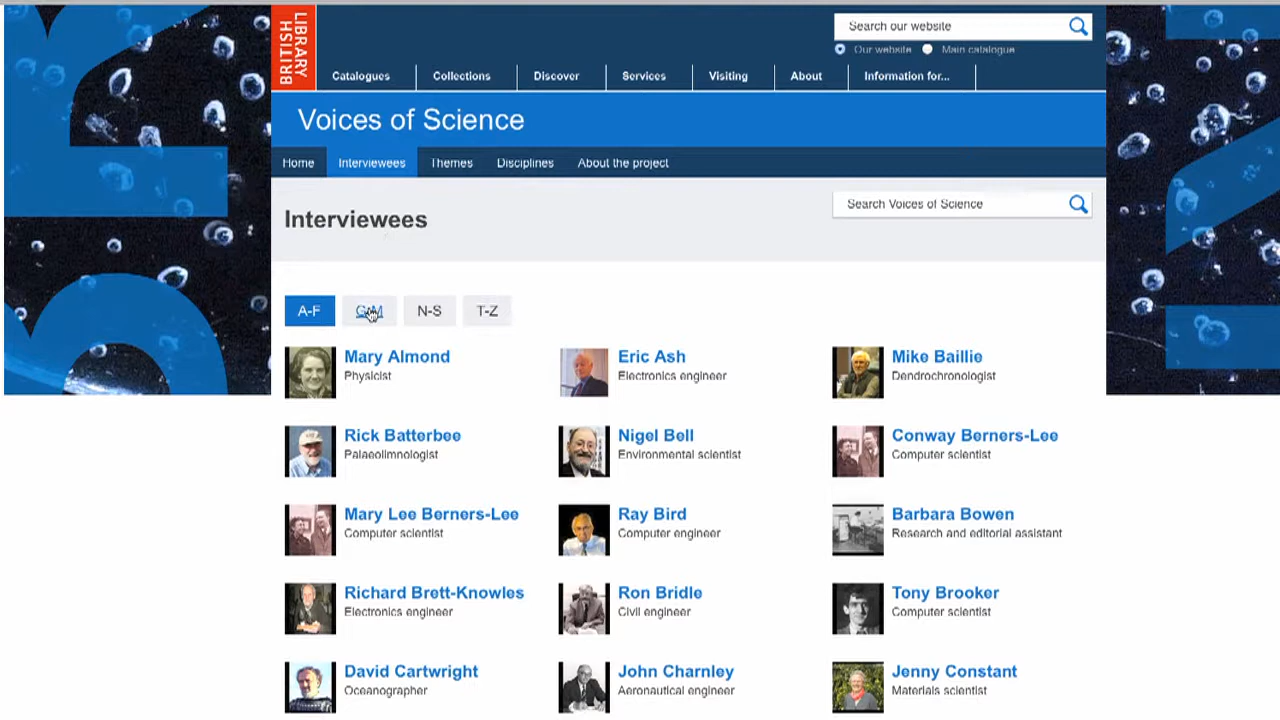 LIBRARY
BRITISH
Search our website
Our website Main catalogue
Catalogues Collections Discover Services Visiting About Information for...
Voices of Science
Home Interviewees Themes Disciplines About the project
Interviewees
Search Voices of Science
A-F G-M N-S T-Z
Mary Almond Eric Ash Mike Baillie
Physicist Electronics engineer Dendrochronologist
Rick Batterbee Nigel Bell Conway Berners-Lee
Palaeolimnologist Environmental scientist Computer scientist
Mary Lee Berners-Lee Ray Bird Barbara Bowen
Computer scientist Computer engineer Research and editorial assistant
Richard Brett-Knowles Ron Bridle Tony Brooker
Electronics engineer Civil engineer Computer scientist
David Cartwright John Charnley Jenny Constant
Oceanographer Aeronautical engineer Materials scientist